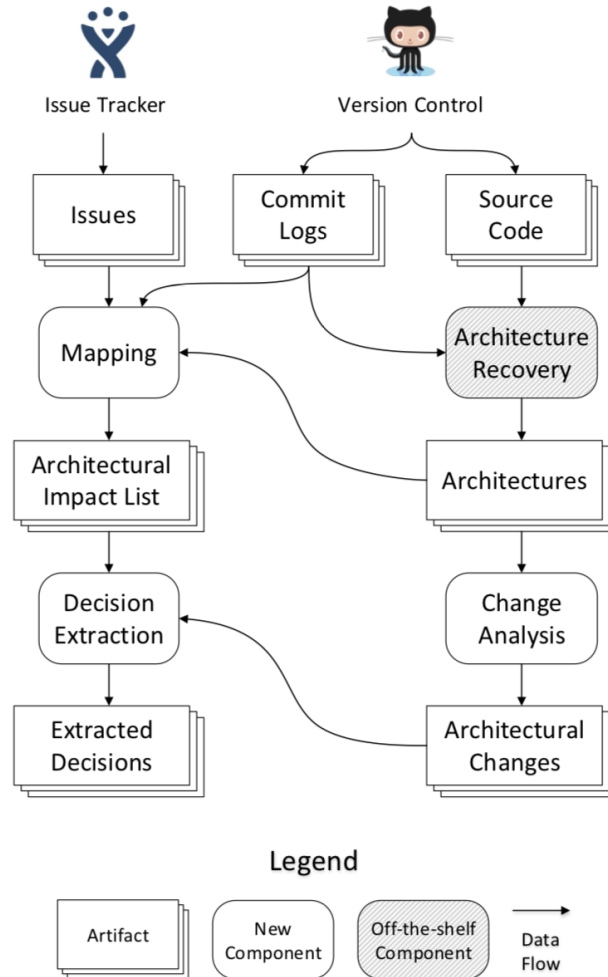 Issue Tracker
Version Control
Issues
Commit
Logs
Source
Code
Mapping
Architecture
Recovery
Architectural
Impact List
Architectures
Decision
Extraction
Change
Analysis
Extracted
Decisions
Architectural
Changes
Legend
Artifact
New
Component
Off-the-shelf
Component
Data
Flow